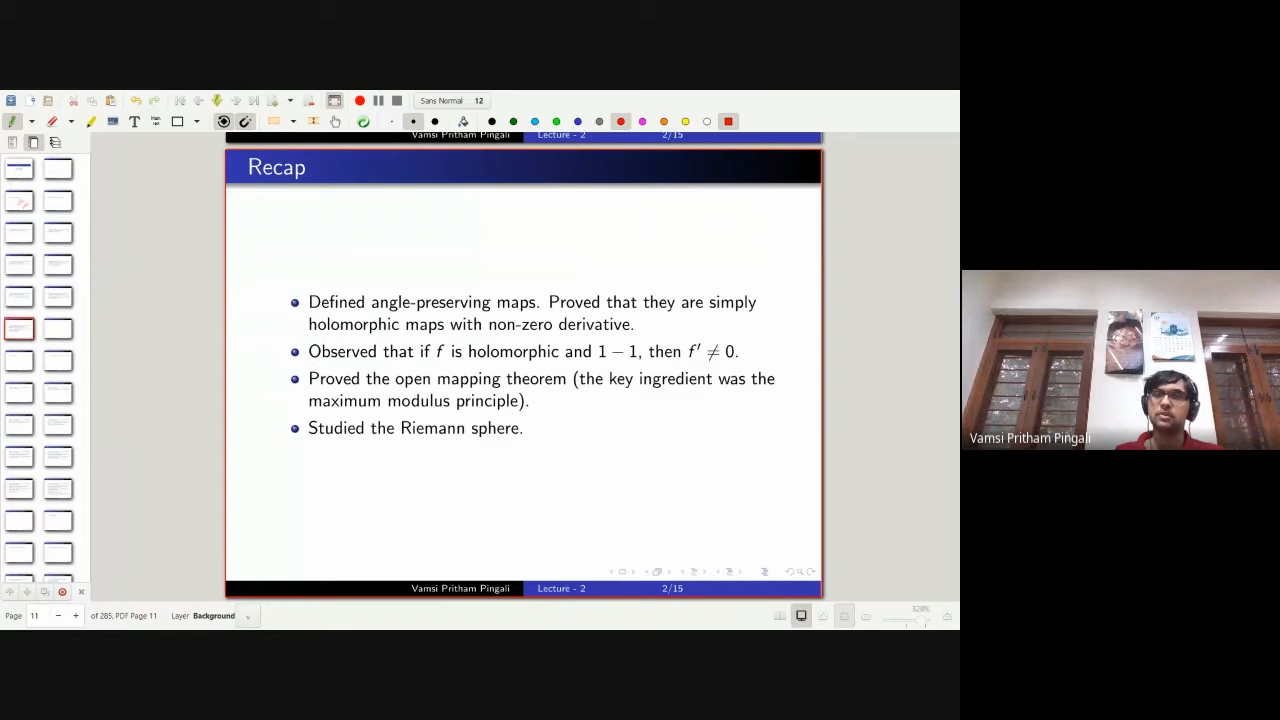 Sans Normal 12
Vamsi Pritham Pingali Lecture - 2 2/15
Recap
Defined angle-preserving maps. Proved that they are simply
holomorphic maps with non-zero derivative.
Observed that if f is holomorphic and 1 − 1, then f′ ≠ 0.
Proved the open mapping theorem (the key ingredient was the
maximum modulus principle).
Studied the Riemann sphere.
Vamsi Pritham Pingali Lecture - 2 2/15
Page 11 of 285, PDF Page 11 Layer Background 328%
Vamsi Pritham Pingali